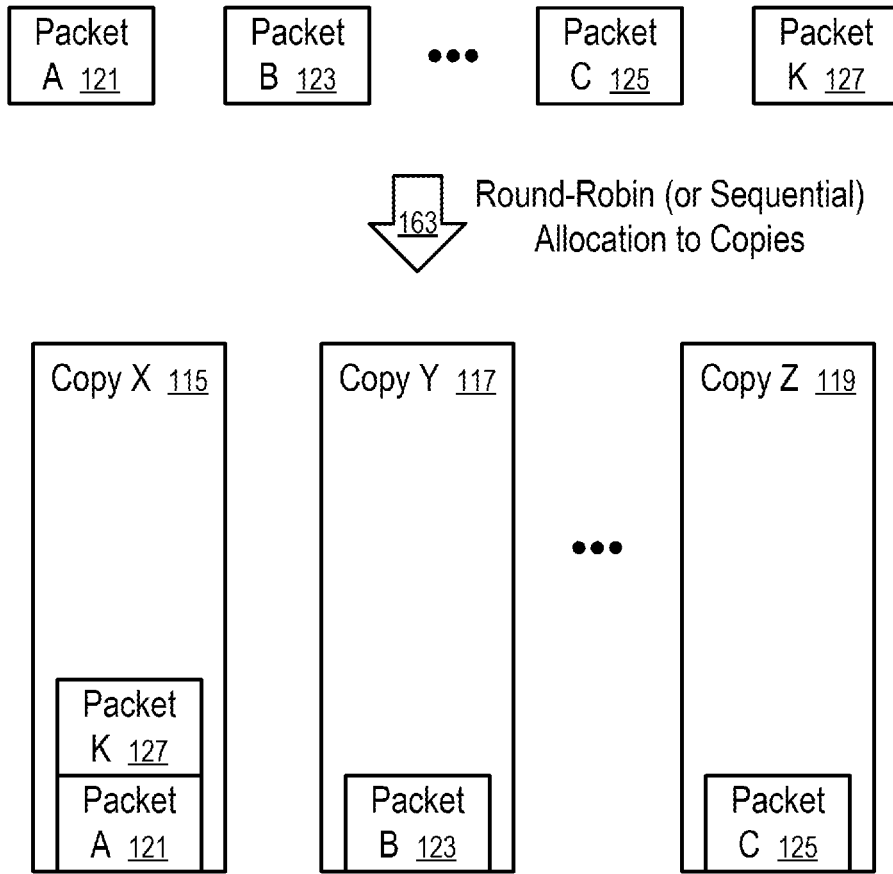 Packet Packet Packet Packet
A 121 B 123 ••• C 125 K 127
Round-Robin (or Sequential)
163
Allocation to Copies
Copy X 115 Copy Y 117 Copy Z 119
•••
Packet
K 127
Packet Packet Packet
A 121 B 123 C 125